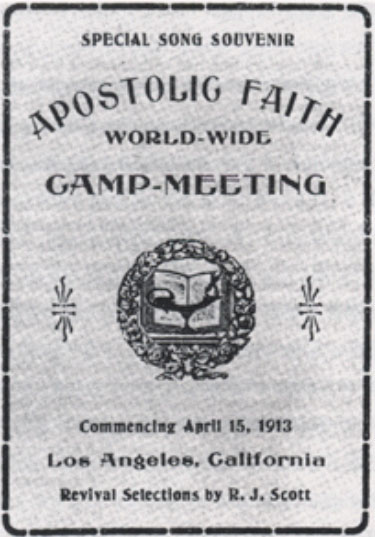 SPECIAL SONG SOUVENIR
APOSTOLIC FAITH
WORLD-WIDE
CAMP-MEETING
Commencing April 15, 1913
Los Angeles, California
Revival Selections by R. J. Scott